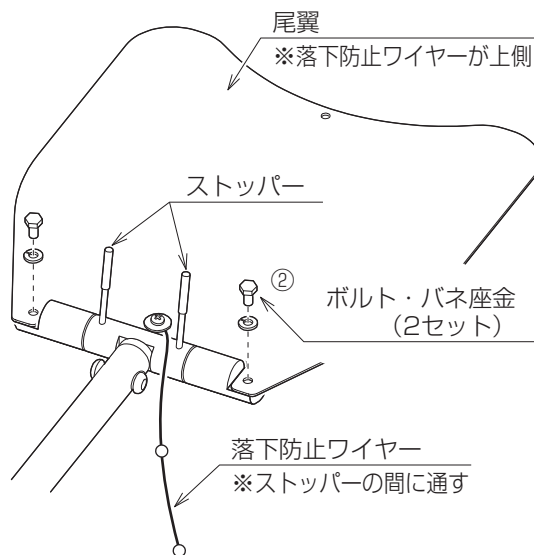 尾翼
※落下防止ワイヤーが上側
ストッパー
②
ボルト・バネ座金
(2セット)
落下防止ワイヤー
※ストッパーの間に通す